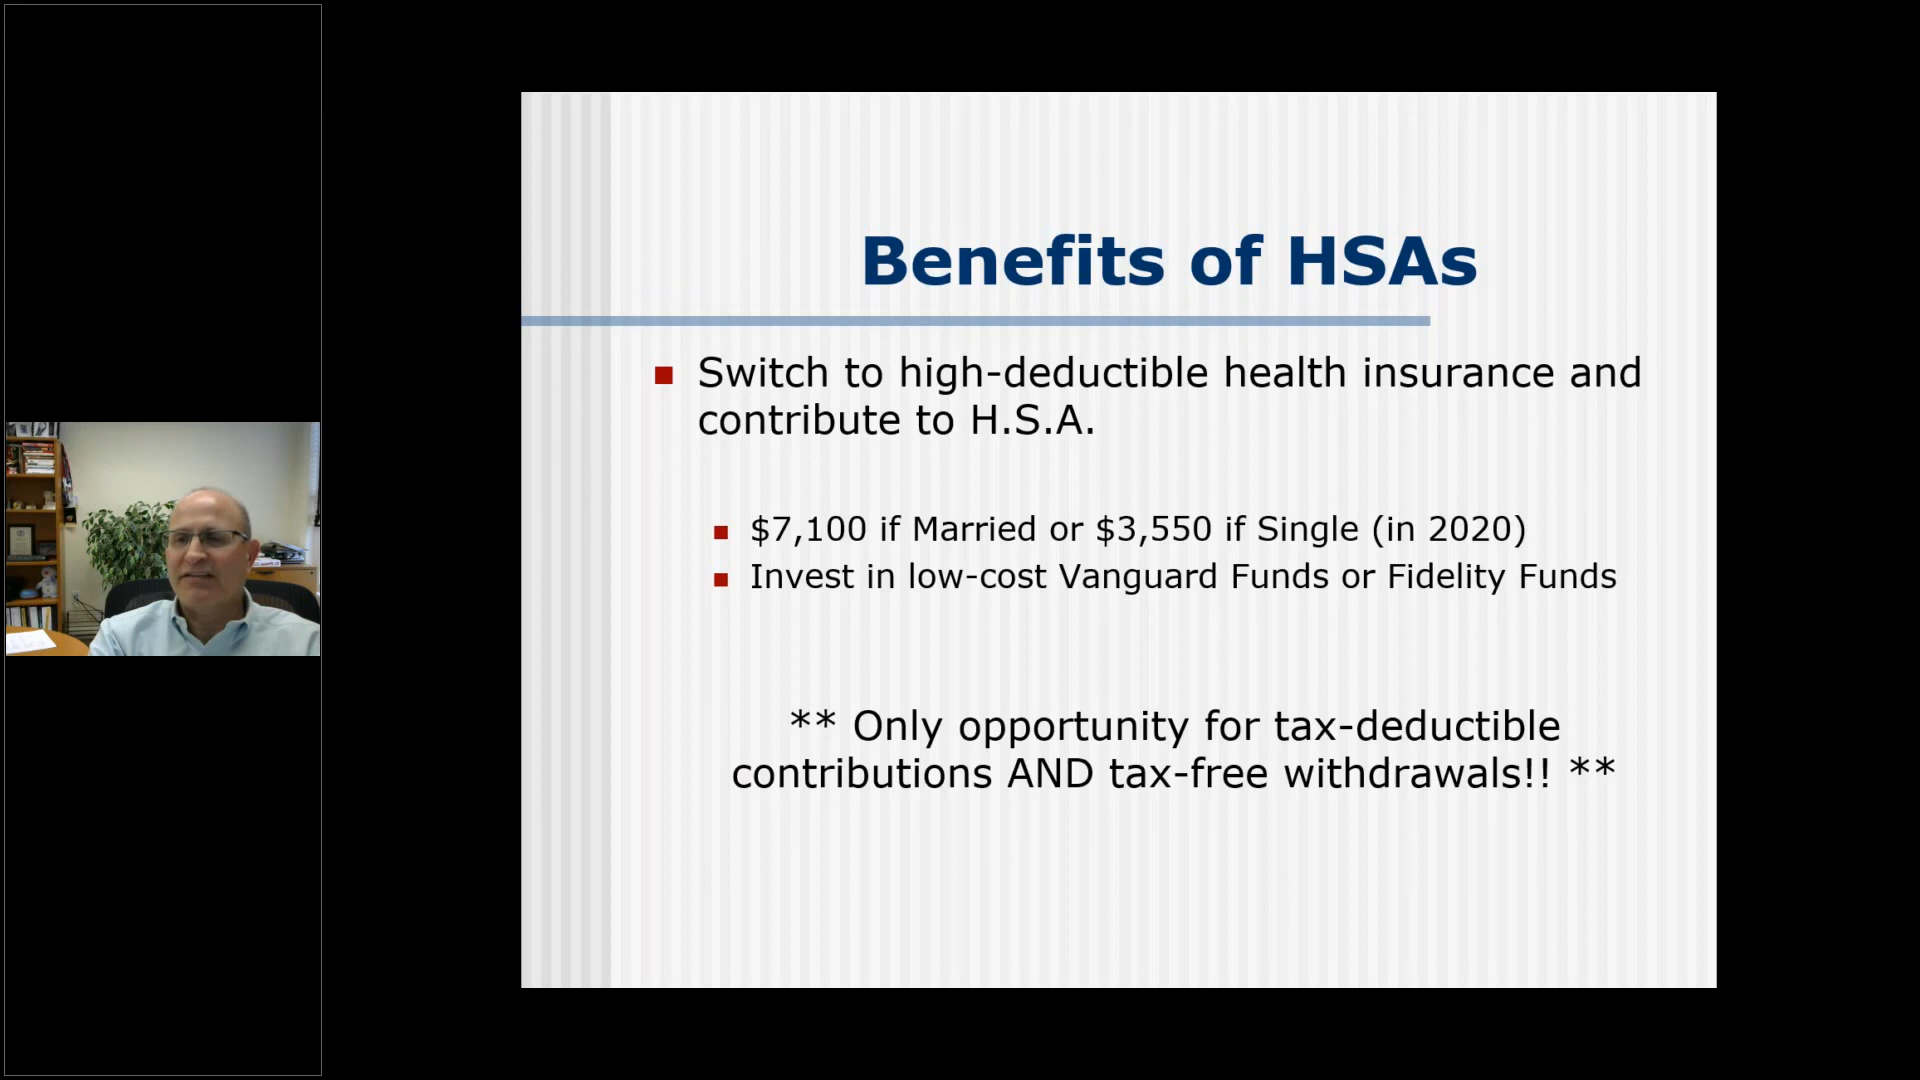 Benefits of HSAs
Switch to high-deductible health insurance and
contribute to H.S.A.
$7,100 if Married or $3,550 if Single (in 2020)
Invest in low-cost Vanguard Funds or Fidelity Funds
** Only opportunity for tax-deductible
contributions AND tax-free withdrawals!! **